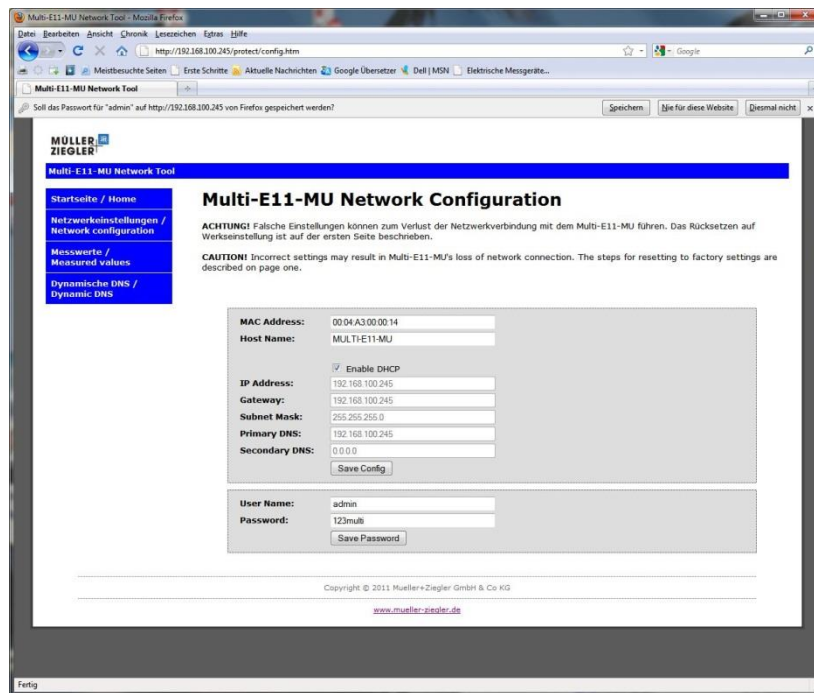 Multi-E11-MU Network Tool - Mozilla Firefox
Datei Bearbeiten Ansicht Chronik Lesezeichen Extras Hilfe
http://192.168.100.245/protect/config.htm
Google
Meistbesuchte Seiten Erste Schritte Aktuelle Nachrichten Google Übersetzer Dell | MSN Elektrische Messgeräte...
Multi-E11-MU Network Tool
Soll das Passwort für "admin" auf http://192.168.100.245 von Firefox gespeichert werden? Speichern Nie für diese Website Diesmal nicht
MÜLLER
ZIEGLER
Multi-E11-MU Network Tool
Startseite / Home
Netzwerkeinstellungen /
Network configuration
Messwerte /
Measured values
Dynamische DNS /
Dynamic DNS
Multi-E11-MU Network Configuration
ACHTUNG! Falsche Einstellungen können zum Verlust der Netzwerkverbindung mit dem Multi-E11-MU führen. Das Rücksetzen auf
Werkseinstellung ist auf der ersten Seite beschrieben.
CAUTION! Incorrect settings may result in Multi-E11-MU's loss of network connection. The steps for resetting to factory settings are
described on page one.
MAC Address: 00:04:A3:00:00:14
Host Name: MULTI-E11-MU
Enable DHCP
IP Address: 192.168.100.245
Gateway: 192.168.100.245
Subnet Mask: 255.255.255.0
Primary DNS: 192.168.100.245
Secondary DNS: 0.0.0.0
Save Config
User Name: admin
Password: 123multi
Save Password
Copyright © 2011 Mueller+Ziegler GmbH & Co KG
www.mueller-ziegler.de
Fertig